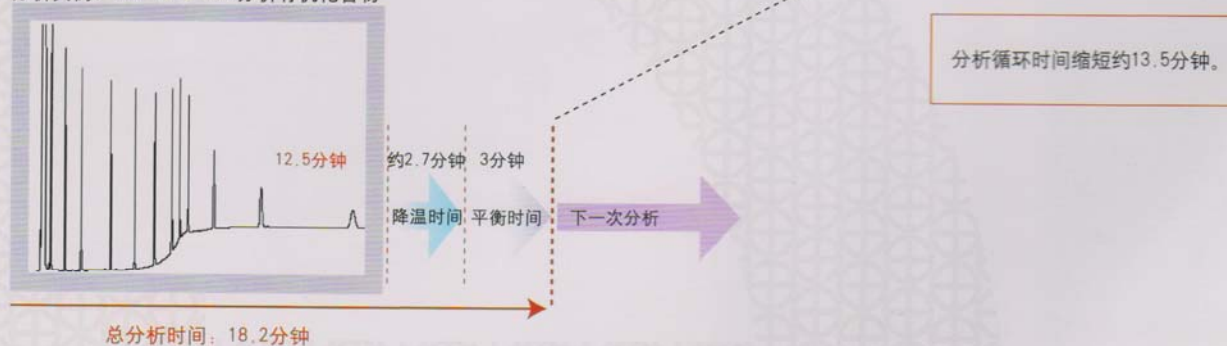 分析循环时间缩短约13.5分钟。
12.5分钟
约2.7分钟
3分钟
降温时间
平衡时间
下一次分析
总分析时间：18.2分钟